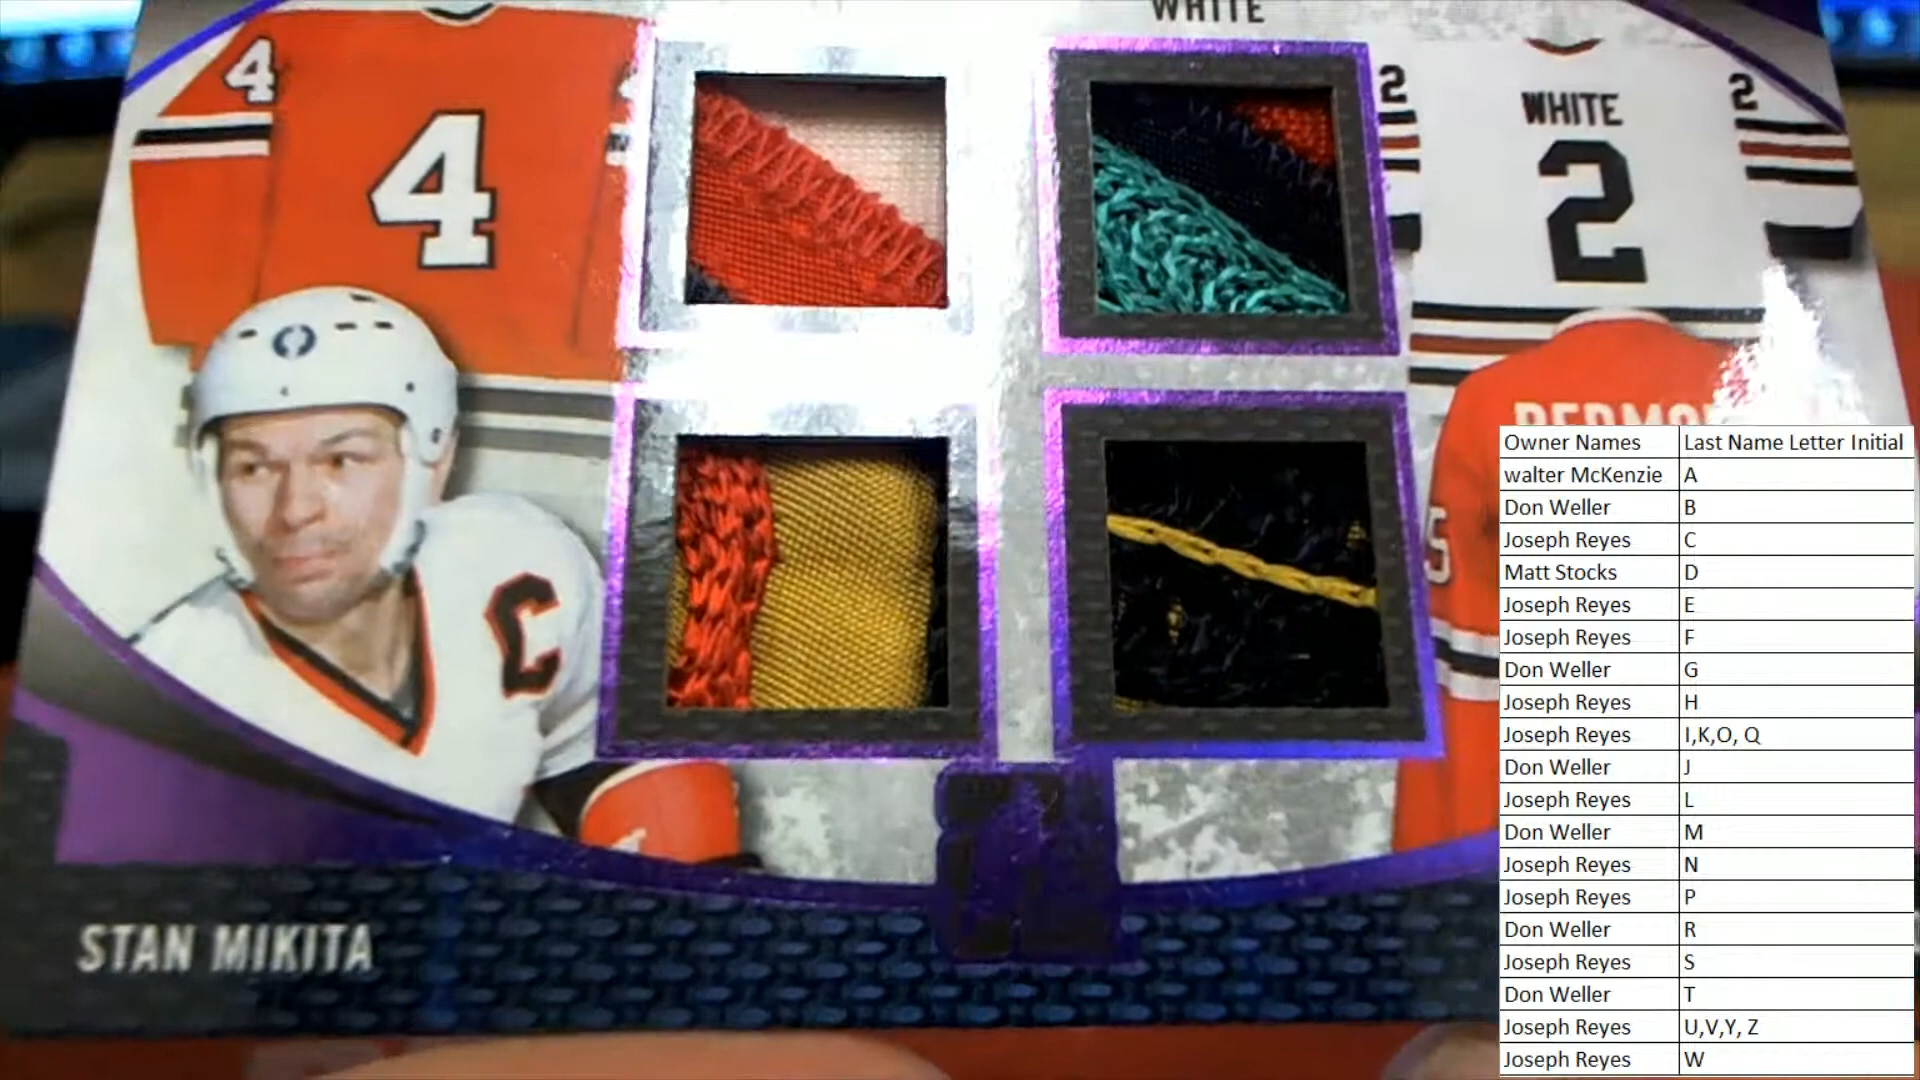 WHITE
4
4
2
WHITE
2
2
C
STAN MIKITA
Owner Names Last Name Letter Initial
walter McKenzie A
Don Weller B
Joseph Reyes C
Matt Stocks D
Joseph Reyes E
Joseph Reyes F
Don Weller G
Joseph Reyes H
Joseph Reyes I,K,O, Q
Don Weller J
Joseph Reyes L
Don Weller M
Joseph Reyes N
Joseph Reyes P
Don Weller R
Joseph Reyes S
Don Weller T
Joseph Reyes U,V,Y, Z
Joseph Reyes W